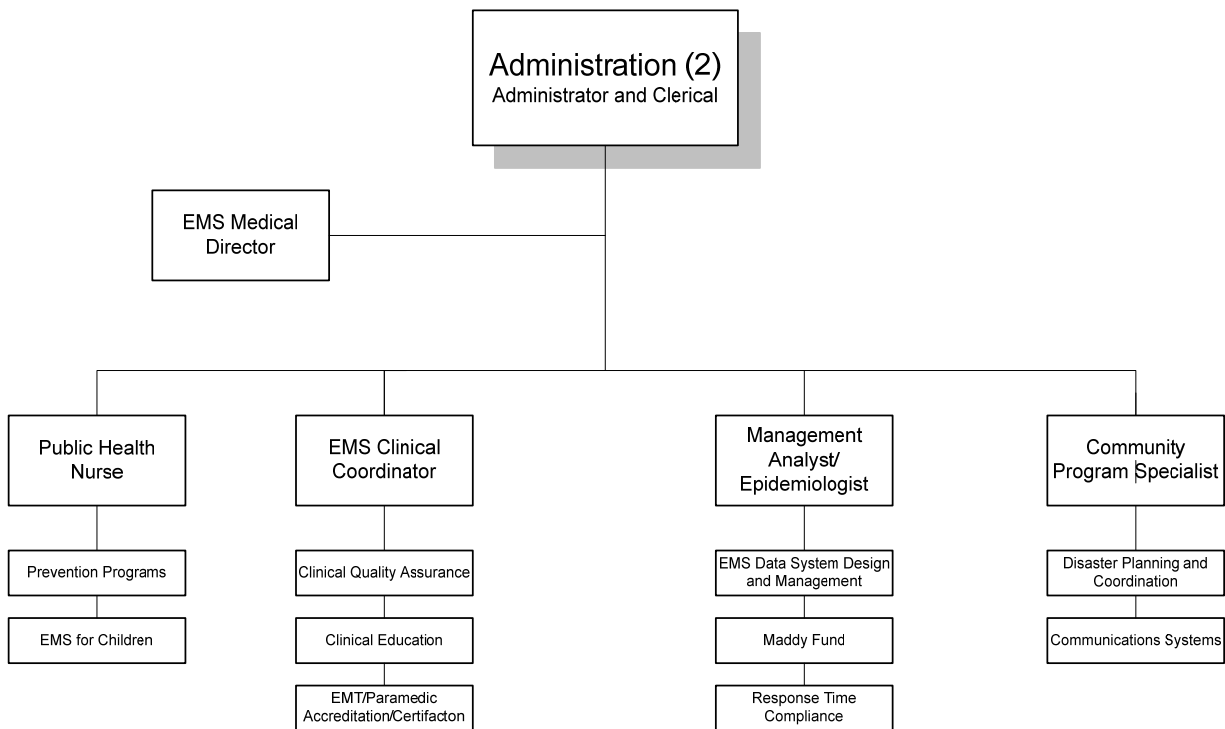 Administration (2)
Administrator and Clerical
EMS Medical
Director
Public Health
Nurse
EMS Clinical
Coordinator
Management
Analyst/
Epidemiologist
Community
Program Specialist
Prevention Programs
Clinical Quality Assurance
EMS Data System Design
and Management
Disaster Planning and
Coordination
EMS for Children
Clinical Education
Maddy Fund
Communications Systems
EMT/Paramedic
Accreditation/Certifacton
Response Time
Compliance